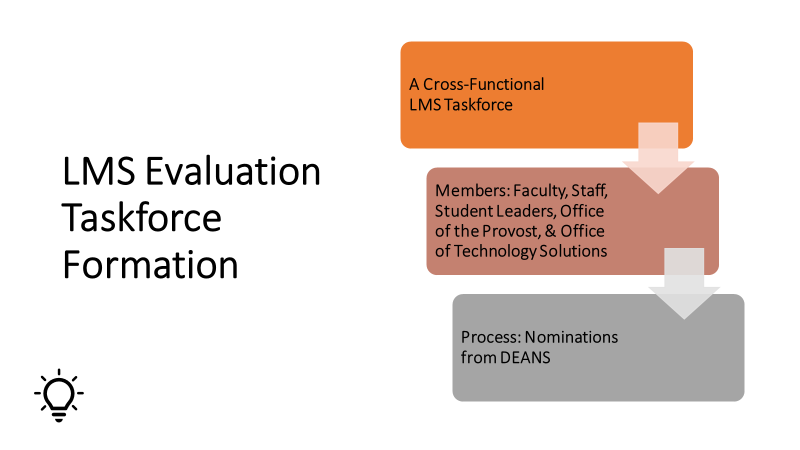 LMS Evaluation
Taskforce
Formation
A Cross-Functional
LMS Taskforce
Members: Faculty, Staff,
Student Leaders, Office
of the Provost, & Office
of Technology Solutions
Process: Nominations
from DEANS